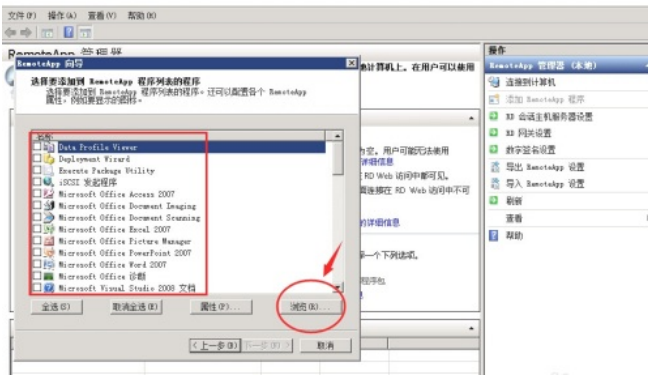 文件(F) 操作(A) 查看(V) 帮助(H)
RemoteApp 管理器
RemoteApp 向导
选择要添加到 RemoteApp 程序列表的程序
选择要添加到 RemoteApp 程序列表的程序。还可以配置各个 RemoteApp
属性，例如要显示的图标。
名称
Data Profile Viewer
Deployment Wizard
Execute Package Utility
iSCSI 发起程序
Microsoft Office Access 2007
Microsoft Office Document Imaging
Microsoft Office Document Scanning
Microsoft Office Excel 2007
Microsoft Office Picture Manager
Microsoft Office PowerPoint 2007
Microsoft Office Word 2007
Microsoft Office 诊断
Microsoft Visual Studio 2008 文档
全选(S)
取消全选(E)
属性(P)...
浏览(R)...
< 上一步(B)
下一步(N) >
取消
计算机上。在用户可以使用
为空。用户可能无法使用
详细信息
RD Web 访问中都可见。
直连接在 RD Web 访问中不可
的详细信息
一个下列选项。
程序包
操作
RemoteApp 管理器 (本地)
连接到计算机
添加 RemoteApp 程序
RD 会话主机服务器设置
RD 网关设置
数字签名设置
导出 RemoteApp 设置
导入 RemoteApp 设置
刷新
查看
帮助